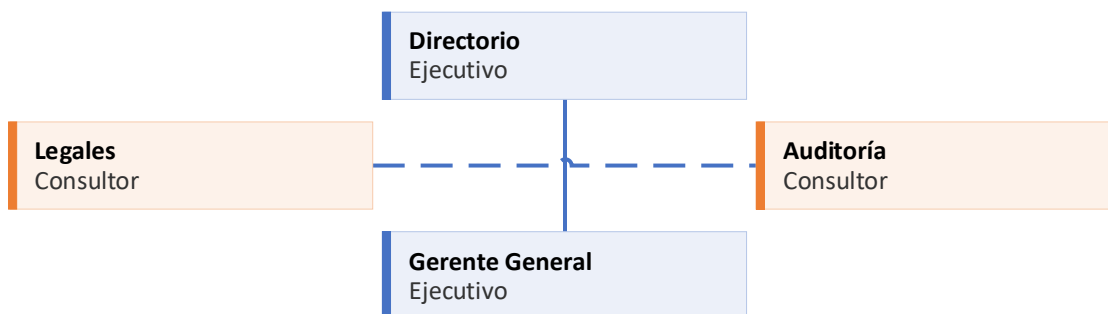 Directorio
Ejecutivo
Legales
Consultor
Auditoría
Consultor
Gerente General
Ejecutivo